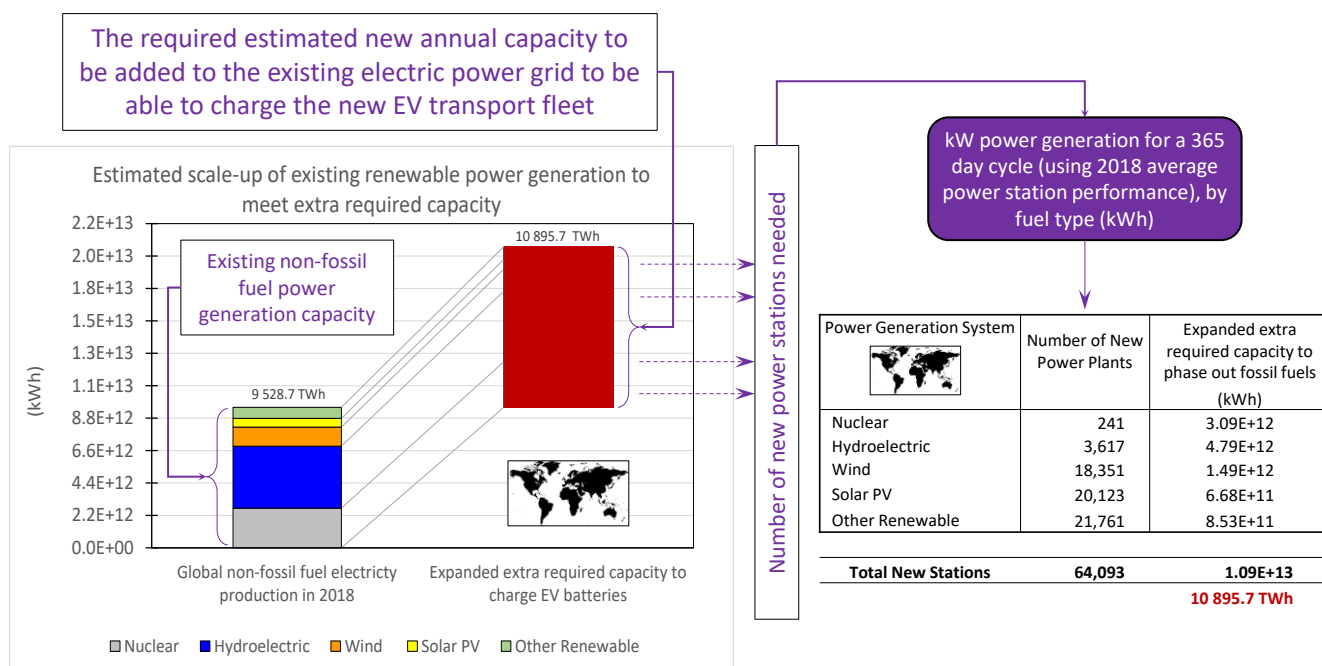 The required estimated new annual capacity to
be added to the existing electric power grid to be
able to charge the new EV transport fleet
Estimated scale-up of existing renewable power generation to
meet extra required capacity
2.2E+13
2.0E+13
1.8E+13
1.5E+13
1.3E+13
1.1E+13
8.8E+12
6.6E+12
4.4E+12
2.2E+12
0.0E+00
(kWh)
Existing non-fossil
fuel power
generation capacity
9 528.7 TWh
10 895.7 TWh
Global non-fossil fuel electricty
production in 2018
Expanded extra required capacity to
charge EV batteries
Nuclear
Hydroelectric
Wind
Solar PV
Other Renewable
Number of new power stations needed
kW power generation for a 365
day cycle (using 2018 average
power station performance), by
fuel type (kWh)
Power Generation System
Number of New
Power Plants
Expanded extra
required capacity to
phase out fossil fuels
(kWh)
Nuclear 241 3.09E+12
Hydroelectric 3,617 4.79E+12
Wind 18,351 1.49E+12
Solar PV 20,123 6.68E+11
Other Renewable 21,761 8.53E+11
Total New Stations 64,093 1.09E+13
10 895.7 TWh